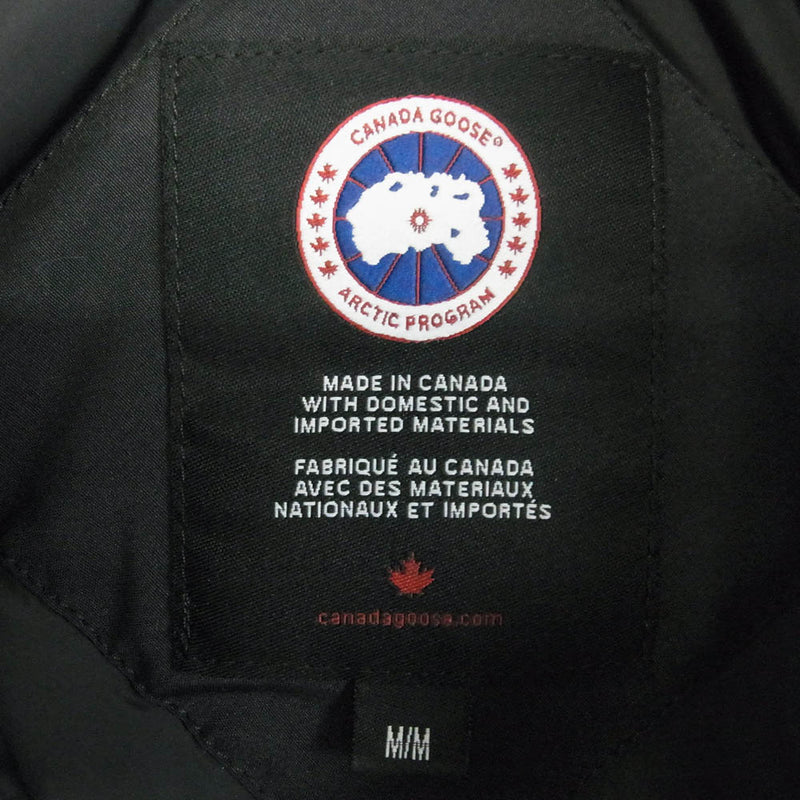 CANADA GOOSE®
ARCTIC PROGRAM
MADE IN CANADA
WITH DOMESTIC AND
IMPORTED MATERIALS
FABRIQUÉ AU CANADA
AVEC DES MATERIAUX
NATIONAUX ET IMPORTÉS
canadagoose.com
M/M